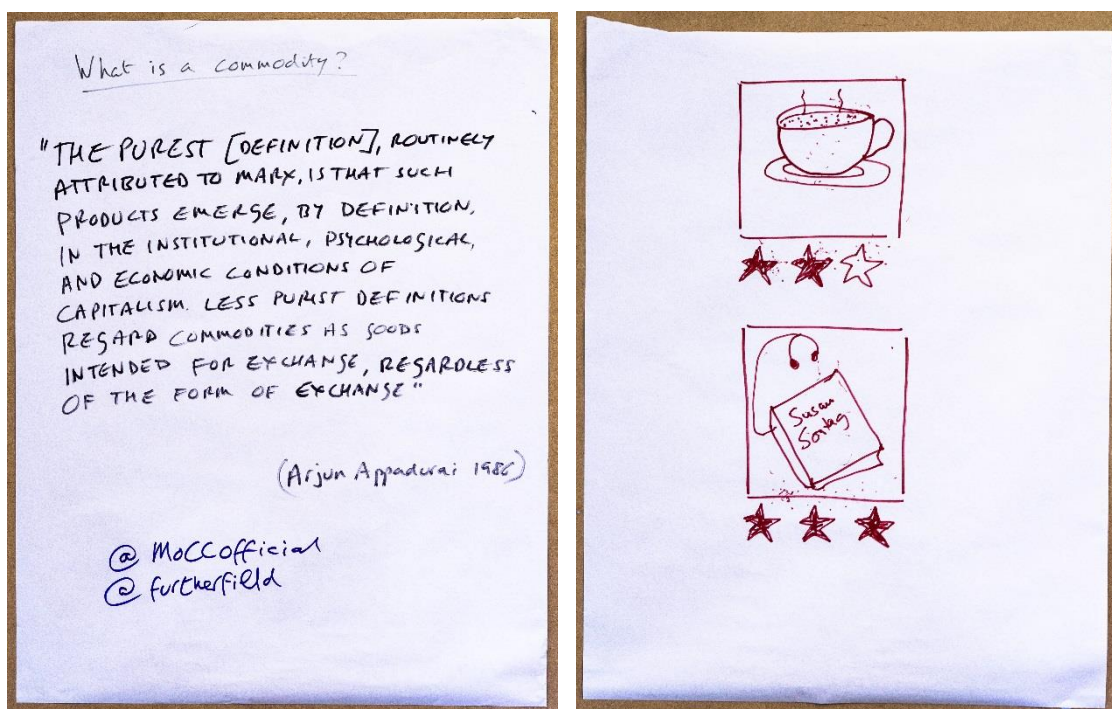 What is a commodity?
"THE PUREST [DEFINITION], ROUTINELY
ATTRIBUTED TO MARX, IS THAT SUCH
PRODUCTS EMERGE, BY DEFINITION,
IN THE INSTITUTIONAL, PSYCHOLOGICAL,
AND ECONOMIC CONDITIONS OF
CAPITALISM. LESS PURIST DEFINITIONS
REGARD COMMODITIES AS GOODS
INTENDED FOR EXCHANGE, REGARDLESS
OF THE FORM OF EXCHANGE"
(Arjun Appadurai 1986)
@MoCCofficial
@furtherfield
Susan
Sontag